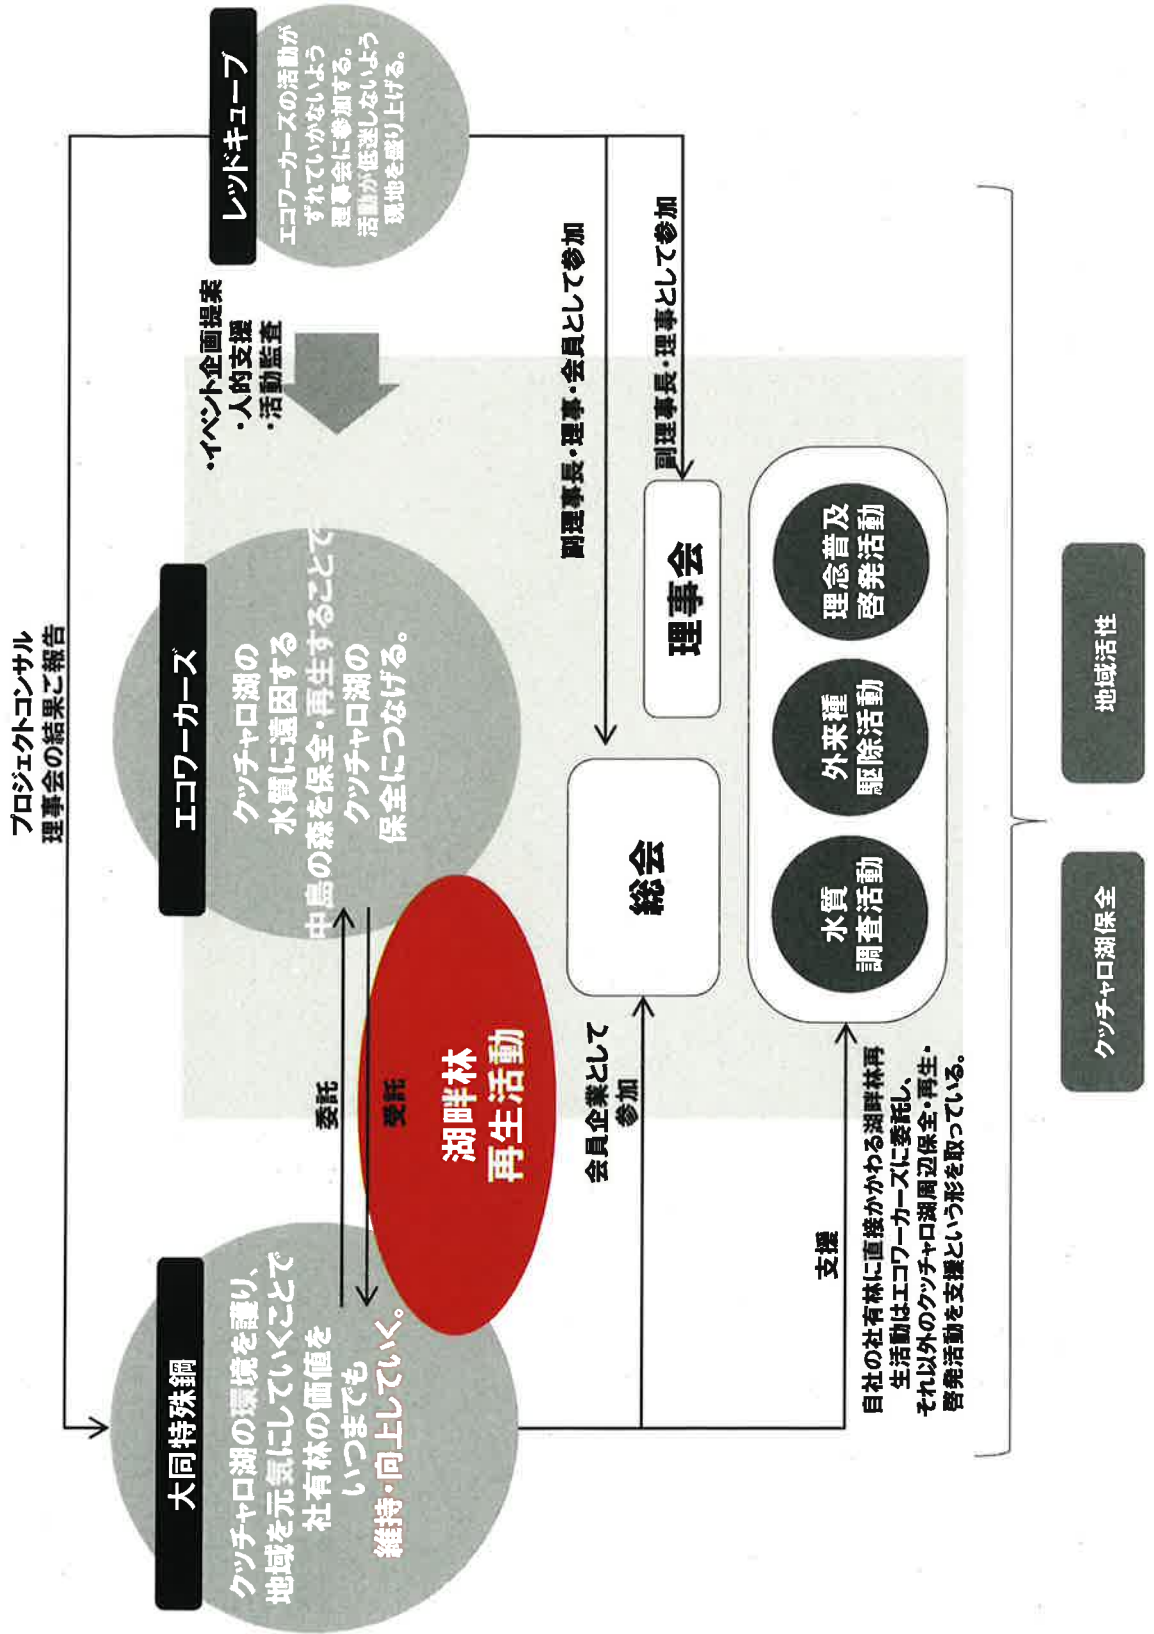 プロジェクトコンサル
理事会の結果ご報告
大同特殊鋼
クッチャロ湖の環境を護り、
地域を元気にしていくことで
社有林の価値を
いつまでも
維持・向上していく。
委託
受託
湖畔林
再生活動
エコワーカーズ
クッチャロ湖の
水質に遠因する
中島の森を保全・再生することで
クッチャロ湖の
保全につなげる。
・イベント企画提案
・人的支援
・活動監査
レッドキューブ
エコワーカーズの活動が
ずれていかないよう
理事会に参加する。
活動が低迷しないよう
現地を盛り上げる。
会員企業として
参加
総会
副理事長・理事・会員として参加
理事会
副理事長・理事として参加
支援
水質
調査活動
外来種
駆除活動
理念普及
啓発活動
自社の社有林に直接かかわる湖畔林再
生活動はエコワーカーズに委託し、
それ以外のクッチャロ湖周辺保全・再生・
啓発活動を支援という形を取っている。
クッチャロ湖保全
地域活性